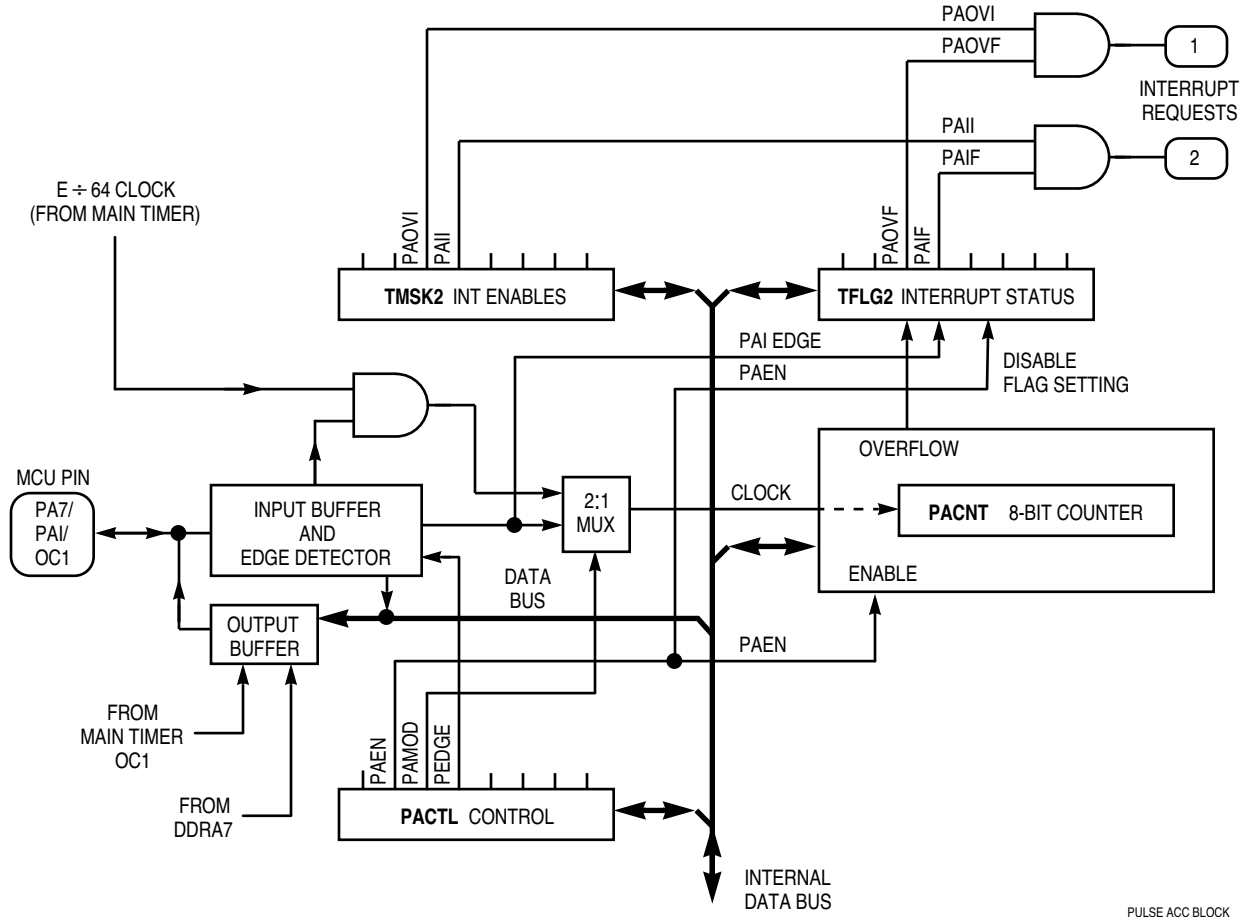 PAOVI
PAOVF
1
INTERRUPT
REQUESTS
PAII
PAIF
2
E ÷ 64 CLOCK
(FROM MAIN TIMER)
PAOVI
PAII
PAOVF
PAIF
TMSK2 INT ENABLES
TFLG2 INTERRUPT STATUS
PAI EDGE
PAEN
DISABLE
FLAG SETTING
OVERFLOW
MCU PIN
PA7/
PAI/
OC1
INPUT BUFFER
AND
EDGE DETECTOR
2:1
MUX
CLOCK
PACNT 8-BIT COUNTER
ENABLE
DATA
BUS
OUTPUT
BUFFER
PAEN
FROM
MAIN TIMER
OC1
PAEN
PAMOD
PEDGE
FROM
DDRA7
PACTL CONTROL
INTERNAL
DATA BUS
PULSE ACC BLOCK